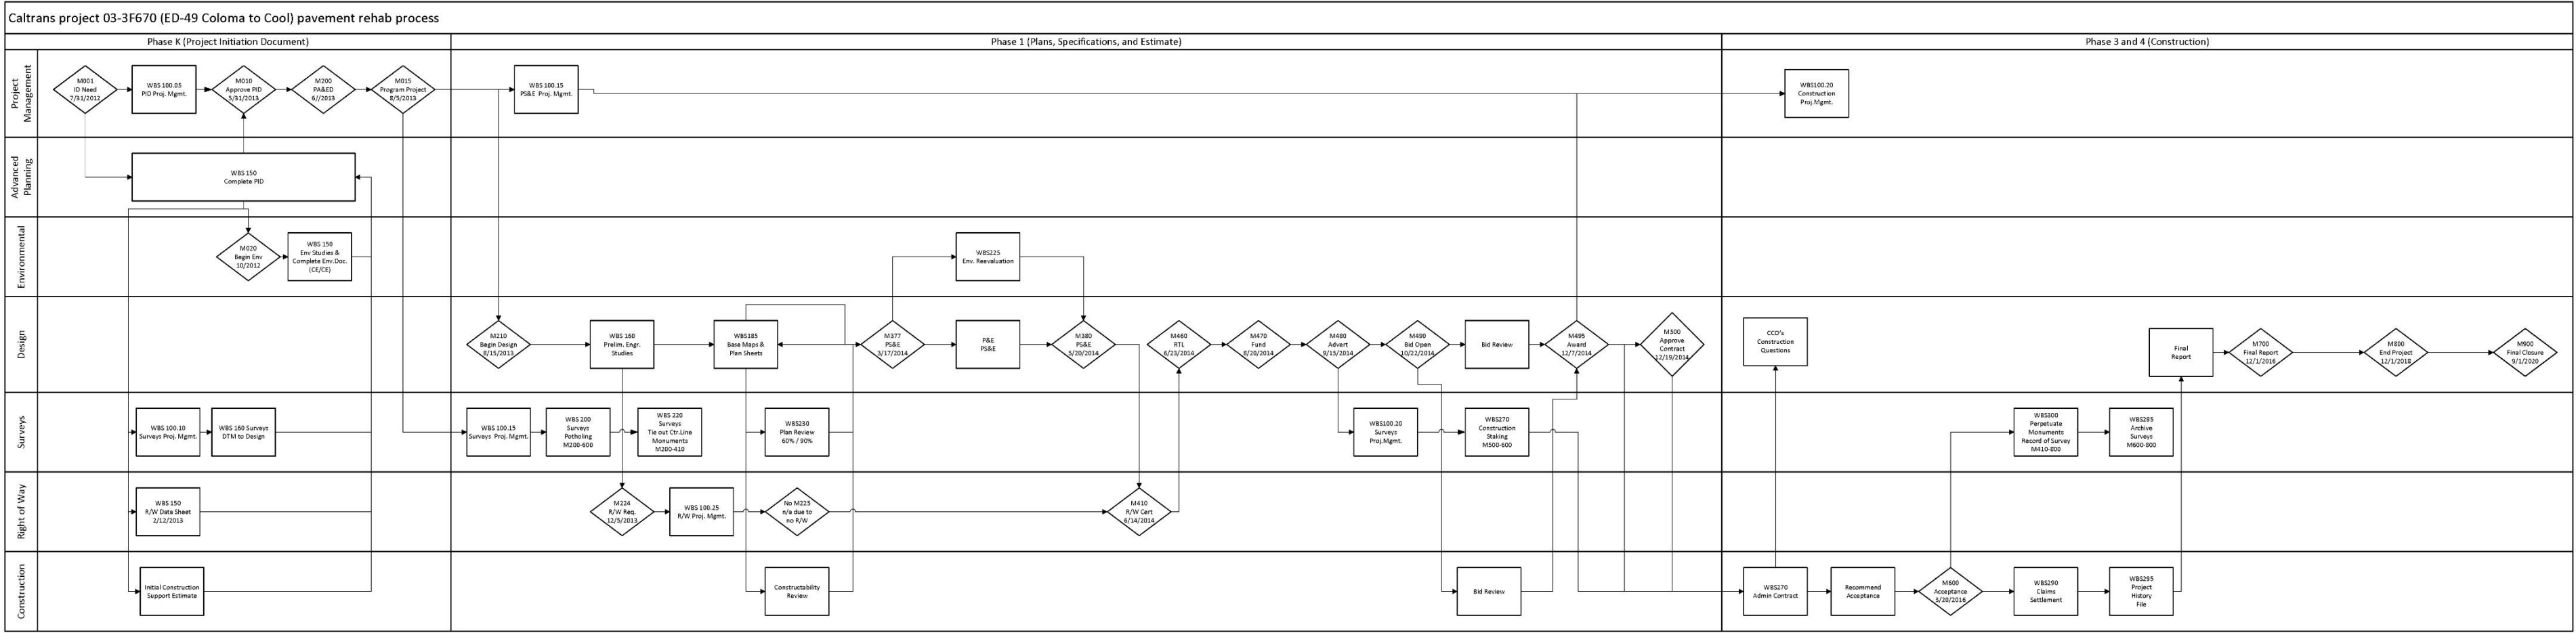 Caltrans project 03-3F670 (ED-49 Coloma to Cool) pavement rehab process
Phase K (Project Initiation Document)
Phase 1 (Plans, Specifications, and Estimate)
Phase 3 and 4 (Construction)
Project
Management
M001
ID Need
7/31/2012
WBS 100.05
PID Proj. Mgmt.
M010
Approve PID
5/31/2013
M200
PA&ED
6//2013
M015
Program Project
8/5/2013
WBS 100.15
PS&E Proj. Mgmt.
WBS100.20
Construction
Proj.Mgmt.
Advanced
Planning
WBS 150
Complete PID
Environmental
M020
Begin Env
10/2012
WBS 150
Env Studies &
Complete Env.Doc.
(CE/CE)
WBS225
Env. Reevaluation
Design
M210
Begin Design
8/15/2013
WBS 160
Prelim. Engr.
Studies
WBS185
Base Maps &
Plan Sheets
M377
PS&E
3/17/2014
P&E
PS&E
M380
PS&E
5/20/2014
M460
RTL
6/23/2014
M470
Fund
8/20/2014
M480
Advert
9/15/2014
M490
Bid Open
10/22/2014
Bid Review
M495
Award
12/7/2014
M500
Approve
Contract
12/19/2014
CCO's
Construction
Questions
Final
Report
M700
Final Report
12/1/2016
M800
End Project
12/1/2018
M900
Final Closure
9/1/2020
Surveys
WBS 100.10
Surveys Proj. Mgmt.
WBS 160 Surveys
DTM to Design
WBS 100.15
Surveys Proj. Mgmt.
WBS 200
Surveys
Potholing
M200-600
WBS 220
Surveys
Tie out Ctr.Line
Monuments
M200-410
WBS230
Plan Review
60% / 90%
WBS100.20
Surveys
Proj.Mgmt.
WBS270
Construction
Staking
M500-600
WBS300
Perpetuate
Monuments
Record of Survey
M410-800
WBS295
Archive
Surveys
M600-800
Right of Way
WBS 150
R/W Data Sheet
2/12/2013
M224
R/W Req.
12/5/2013
WBS 100.25
R/W Proj. Mgmt.
No M225
n/a due to
no R/W
M410
R/W Cert
6/14/2014
Construction
Initial Construction
Support Estimate
Constructability
Review
Bid Review
WBS270
Admin Contract
Recommend
Acceptance
M600
Acceptance
3/20/2016
WBS290
Claims
Settlement
WBS295
Project
History
File